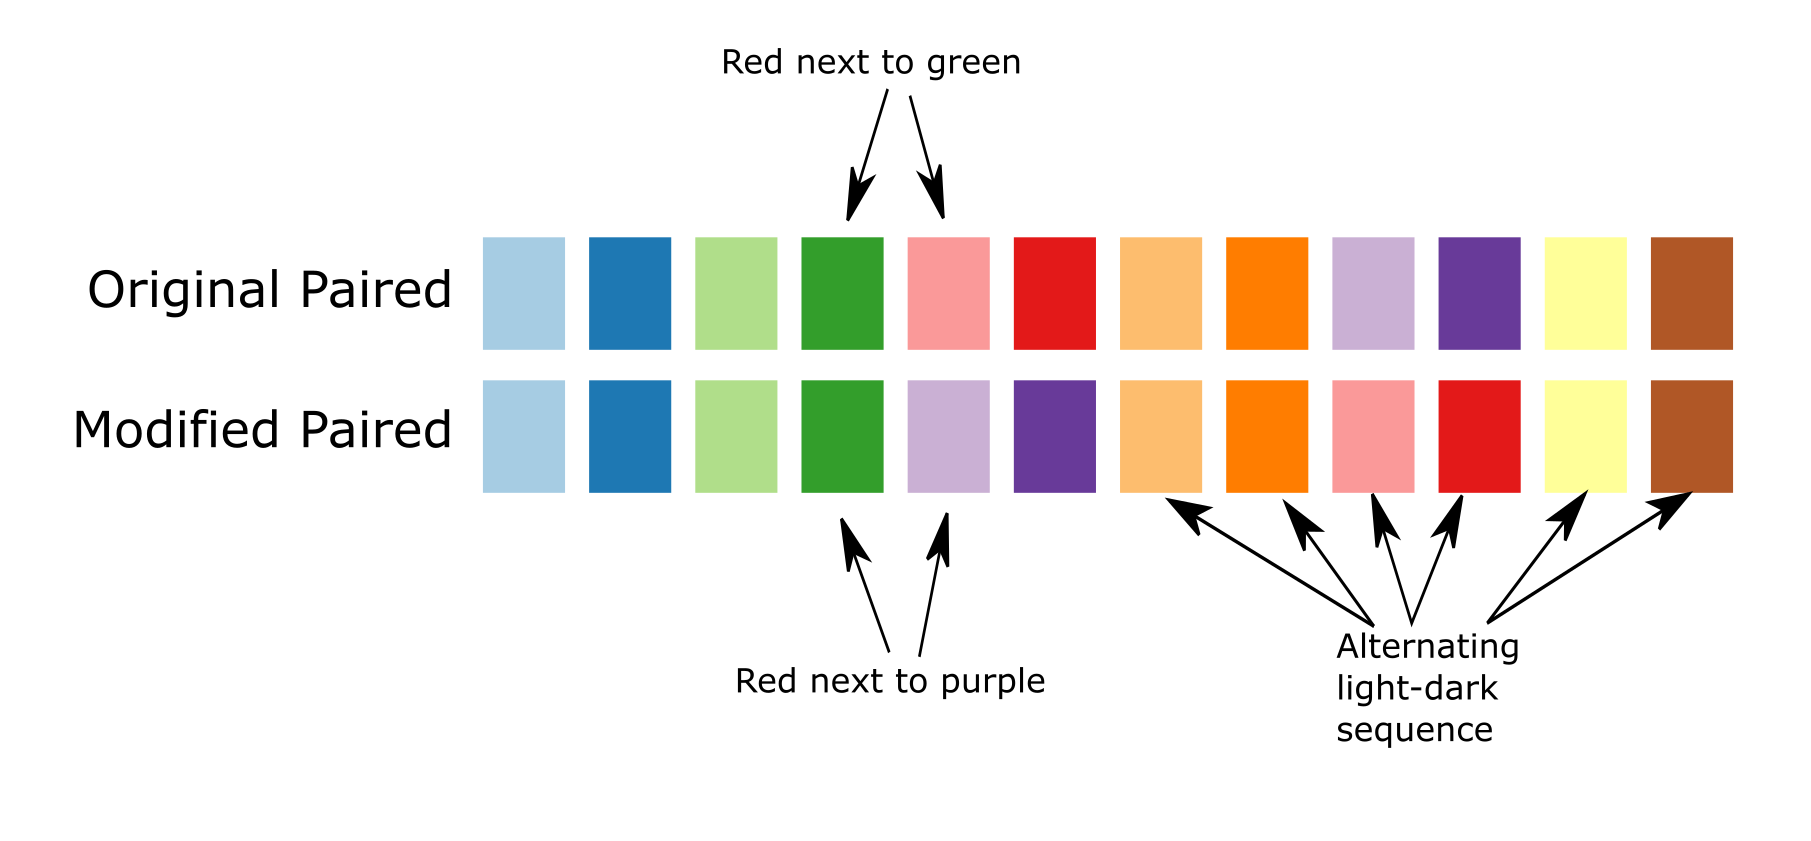 Red next to green
Original Paired
Modified Paired
Red next to purple
Alternating
light-dark
sequence